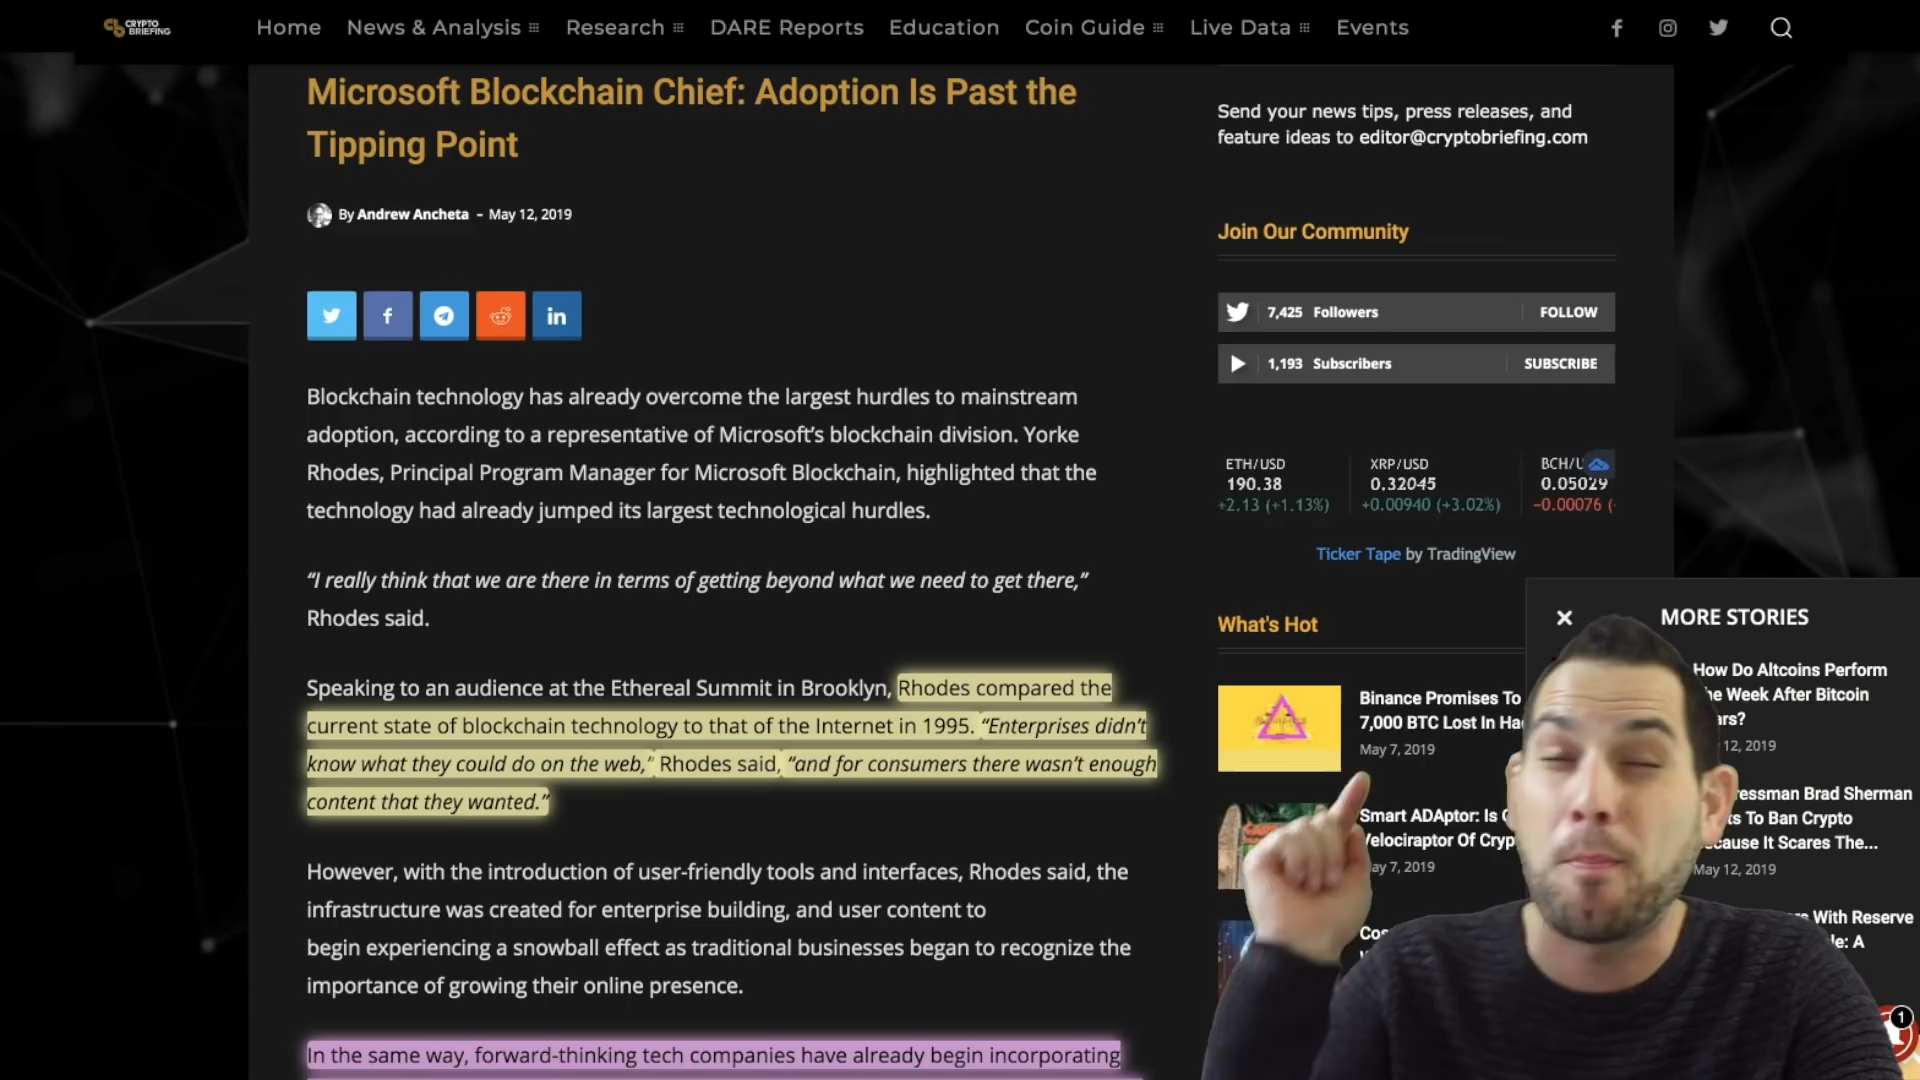 CRYPTO
BRIEFING
Home
News & Analysis
Research
DARE Reports
Education
Coin Guide
Live Data
Events
Microsoft Blockchain Chief: Adoption Is Past the
Tipping Point
By Andrew Ancheta - May 12, 2019
Blockchain technology has already overcome the largest hurdles to mainstream
adoption, according to a representative of Microsoft’s blockchain division. Yorke
Rhodes, Principal Program Manager for Microsoft Blockchain, highlighted that the
technology had already jumped its largest technological hurdles.
“I really think that we are there in terms of getting beyond what we need to get there,”
Rhodes said.
Speaking to an audience at the Ethereal Summit in Brooklyn, Rhodes compared the
current state of blockchain technology to that of the Internet in 1995. “Enterprises didn’t
know what they could do on the web,” Rhodes said, “and for consumers there wasn’t enough
content that they wanted.”
However, with the introduction of user-friendly tools and interfaces, Rhodes said, the
infrastructure was created for enterprise building, and user content to
begin experiencing a snowball effect as traditional businesses began to recognize the
importance of growing their online presence.
In the same way, forward-thinking tech companies have already begin incorporating
Send your news tips, press releases, and
feature ideas to editor@cryptobriefing.com
Join Our Community
7,425 Followers FOLLOW
1,193 Subscribers SUBSCRIBE
ETH/USD
190.38
+2.13 (+1.13%)
XRP/USD
0.32045
+0.00940 (+3.02%)
BCH/
0.05029
−0.00076 (
Ticker Tape by TradingView
What's Hot
Binance Promises To
7,000 BTC Lost In
May 7, 2019
Smart ADAptor: Is
Velociraptor Of
May 7, 2019
MORE STORIES
How Do Altcoins Perform
The Week After Bitcoin
12, 2019
ressman Brad Sherman
To Ban Crypto
Because It Scares The...
May 12, 2019
With Reserve
A
1